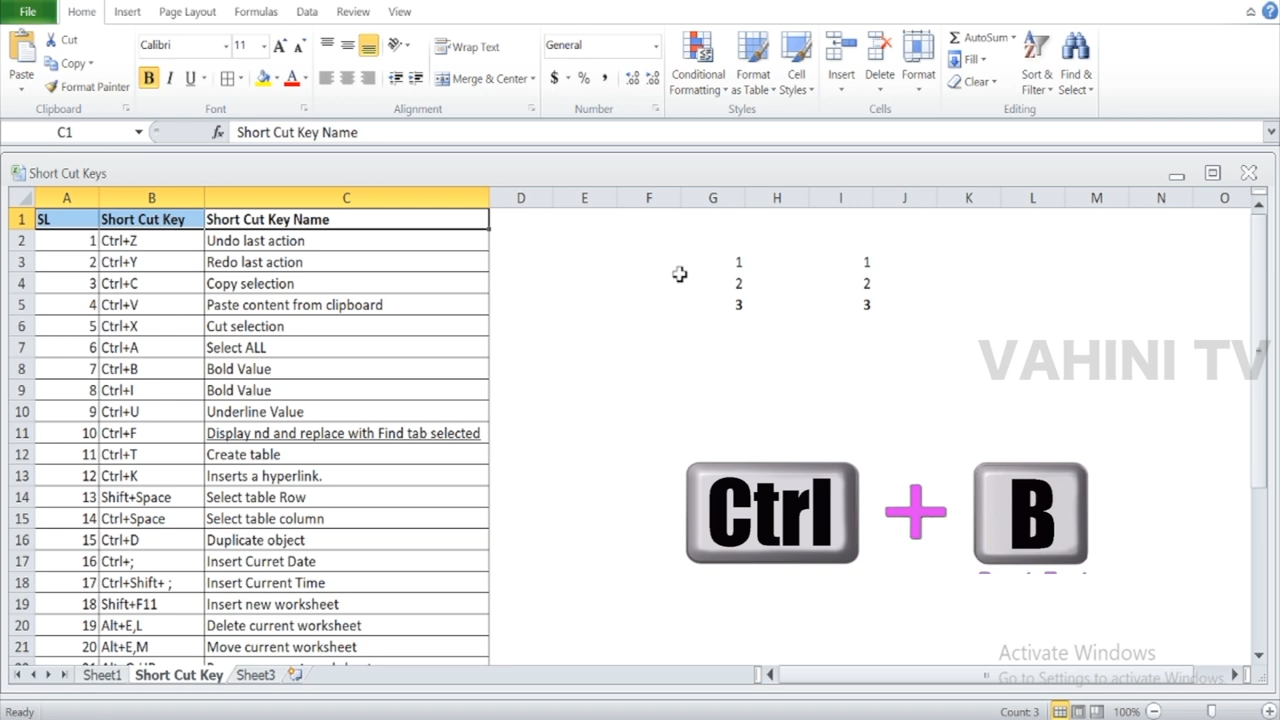 File Home Insert Page Layout Formulas Data Review View
Cut Calibri 11 Wrap Text General AutoSum
Copy Fill
Paste Format Painter B I U Merge & Center $ % , Conditional Formatting Format as Table Cell Styles Insert Delete Format Clear Sort & Filter Find & Select
Clipboard Font Alignment Number Styles Cells Editing
C1 fx Short Cut Key Name
Short Cut Keys
A B C D E F G H I J K L M N O
1 SL Short Cut Key Short Cut Key Name
2 1 Ctrl+Z Undo last action
3 2 Ctrl+Y Redo last action 1 1
4 3 Ctrl+C Copy selection 2 2
5 4 Ctrl+V Paste content from clipboard 3 3
6 5 Ctrl+X Cut selection
7 6 Ctrl+A Select ALL
VAHINI TV
8 7 Ctrl+B Bold Value
9 8 Ctrl+I Bold Value
10 9 Ctrl+U Underline Value
11 10 Ctrl+F Display nd and replace with Find tab selected
12 11 Ctrl+T Create table
13 12 Ctrl+K Inserts a hyperlink.
14 13 Shift+Space Select table Row
15 14 Ctrl+Space Select table column
Ctrl + B
16 15 Ctrl+D Duplicate object
17 16 Ctrl+; Insert Curret Date
18 17 Ctrl+Shift+ ; Insert Current Time
19 18 Shift+F11 Insert new worksheet
20 19 Alt+E,L Delete current worksheet
21 20 Alt+E,M Move current worksheet
Activate Windows
Go to Settings to activate Windows.
Sheet1 Short Cut Key Sheet3
Ready Count: 3 100%